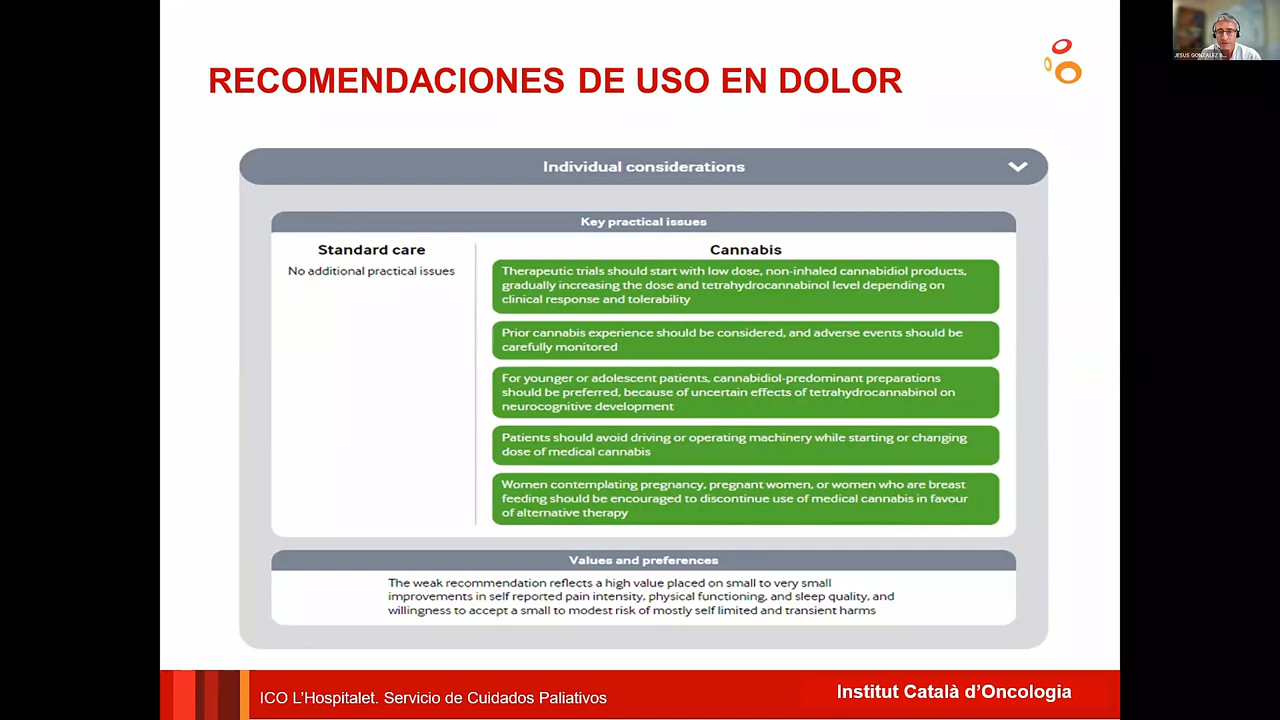 RECOMENDACIONES DE USO EN DOLOR
JESUS GONZALEZ B...
Individual considerations
Key practical issues
Standard care
No additional practical issues
Cannabis
Therapeutic trials should start with low dose, non-inhaled cannabidiol products,
gradually increasing the dose and tetrahydrocannabinol level depending on
clinical response and tolerability
Prior cannabis experience should be considered, and adverse events should be
carefully monitored
For younger or adolescent patients, cannabidiol-predominant preparations
should be preferred, because of uncertain effects of tetrahydrocannabinol on
neurocognitive development
Patients should avoid driving or operating machinery while starting or changing
dose of medical cannabis
Women contemplating pregnancy, pregnant women, or women who are breast
feeding should be encouraged to discontinue use of medical cannabis in favour
of alternative therapy
Values and preferences
The weak recommendation reflects a high value placed on small to very small
improvements in self reported pain intensity, physical functioning, and sleep quality, and
willingness to accept a small to modest risk of mostly self limited and transient harms
ICO L'Hospitalet. Servicio de Cuidados Paliativos
Institut Català d'Oncologia